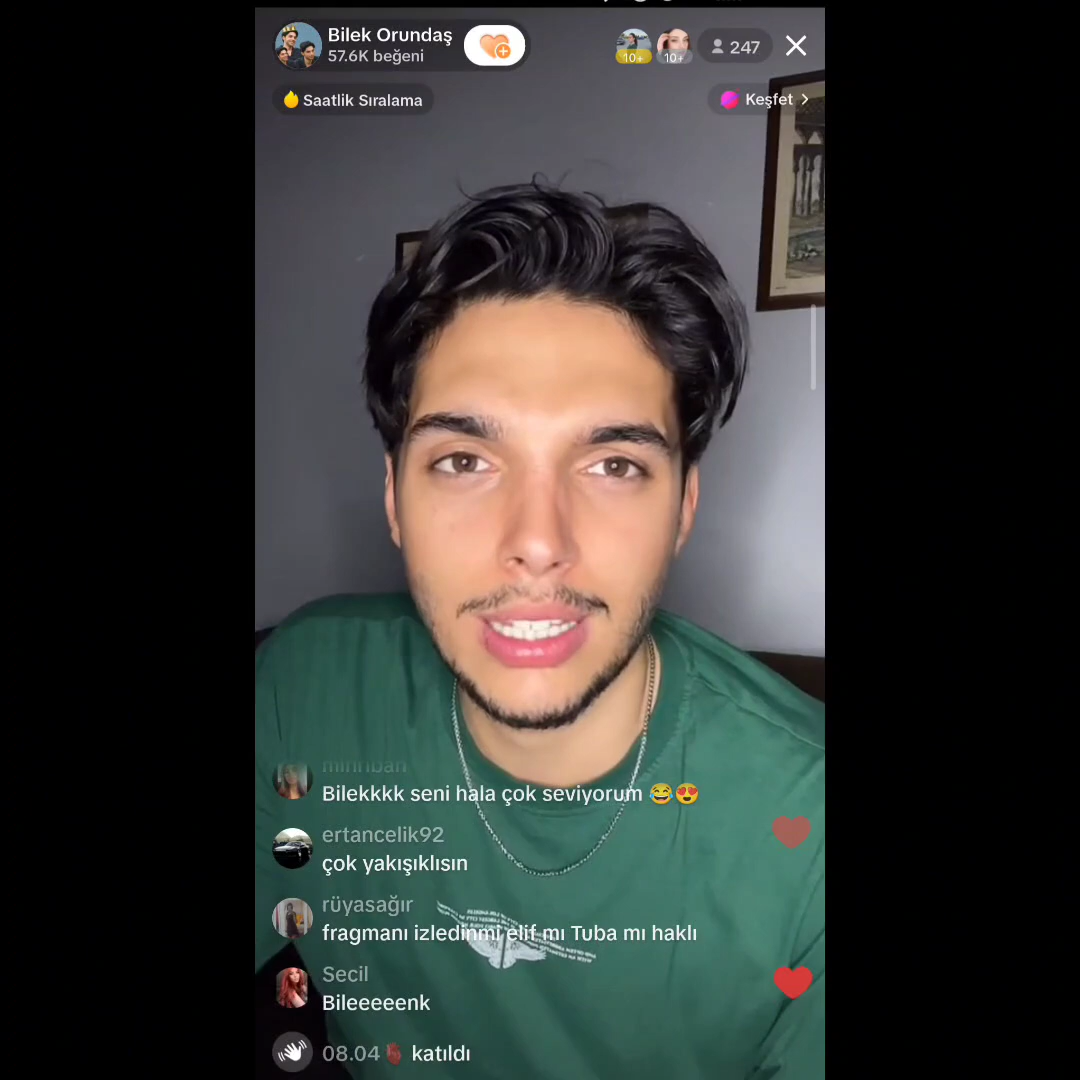 Bilek Orundaş
57.6K beğeni
10+
10+
247
Saatlik Sıralama
Keşfet
Bilekkkk seni hala çok seviyorum 😂😍
ertancelik92
çok yakışıklısın
rüyasağır
fragmanı izledinmi elif mı Tuba mı haklı
Secil
Bileeeeenk
08.04🫀 katıldı